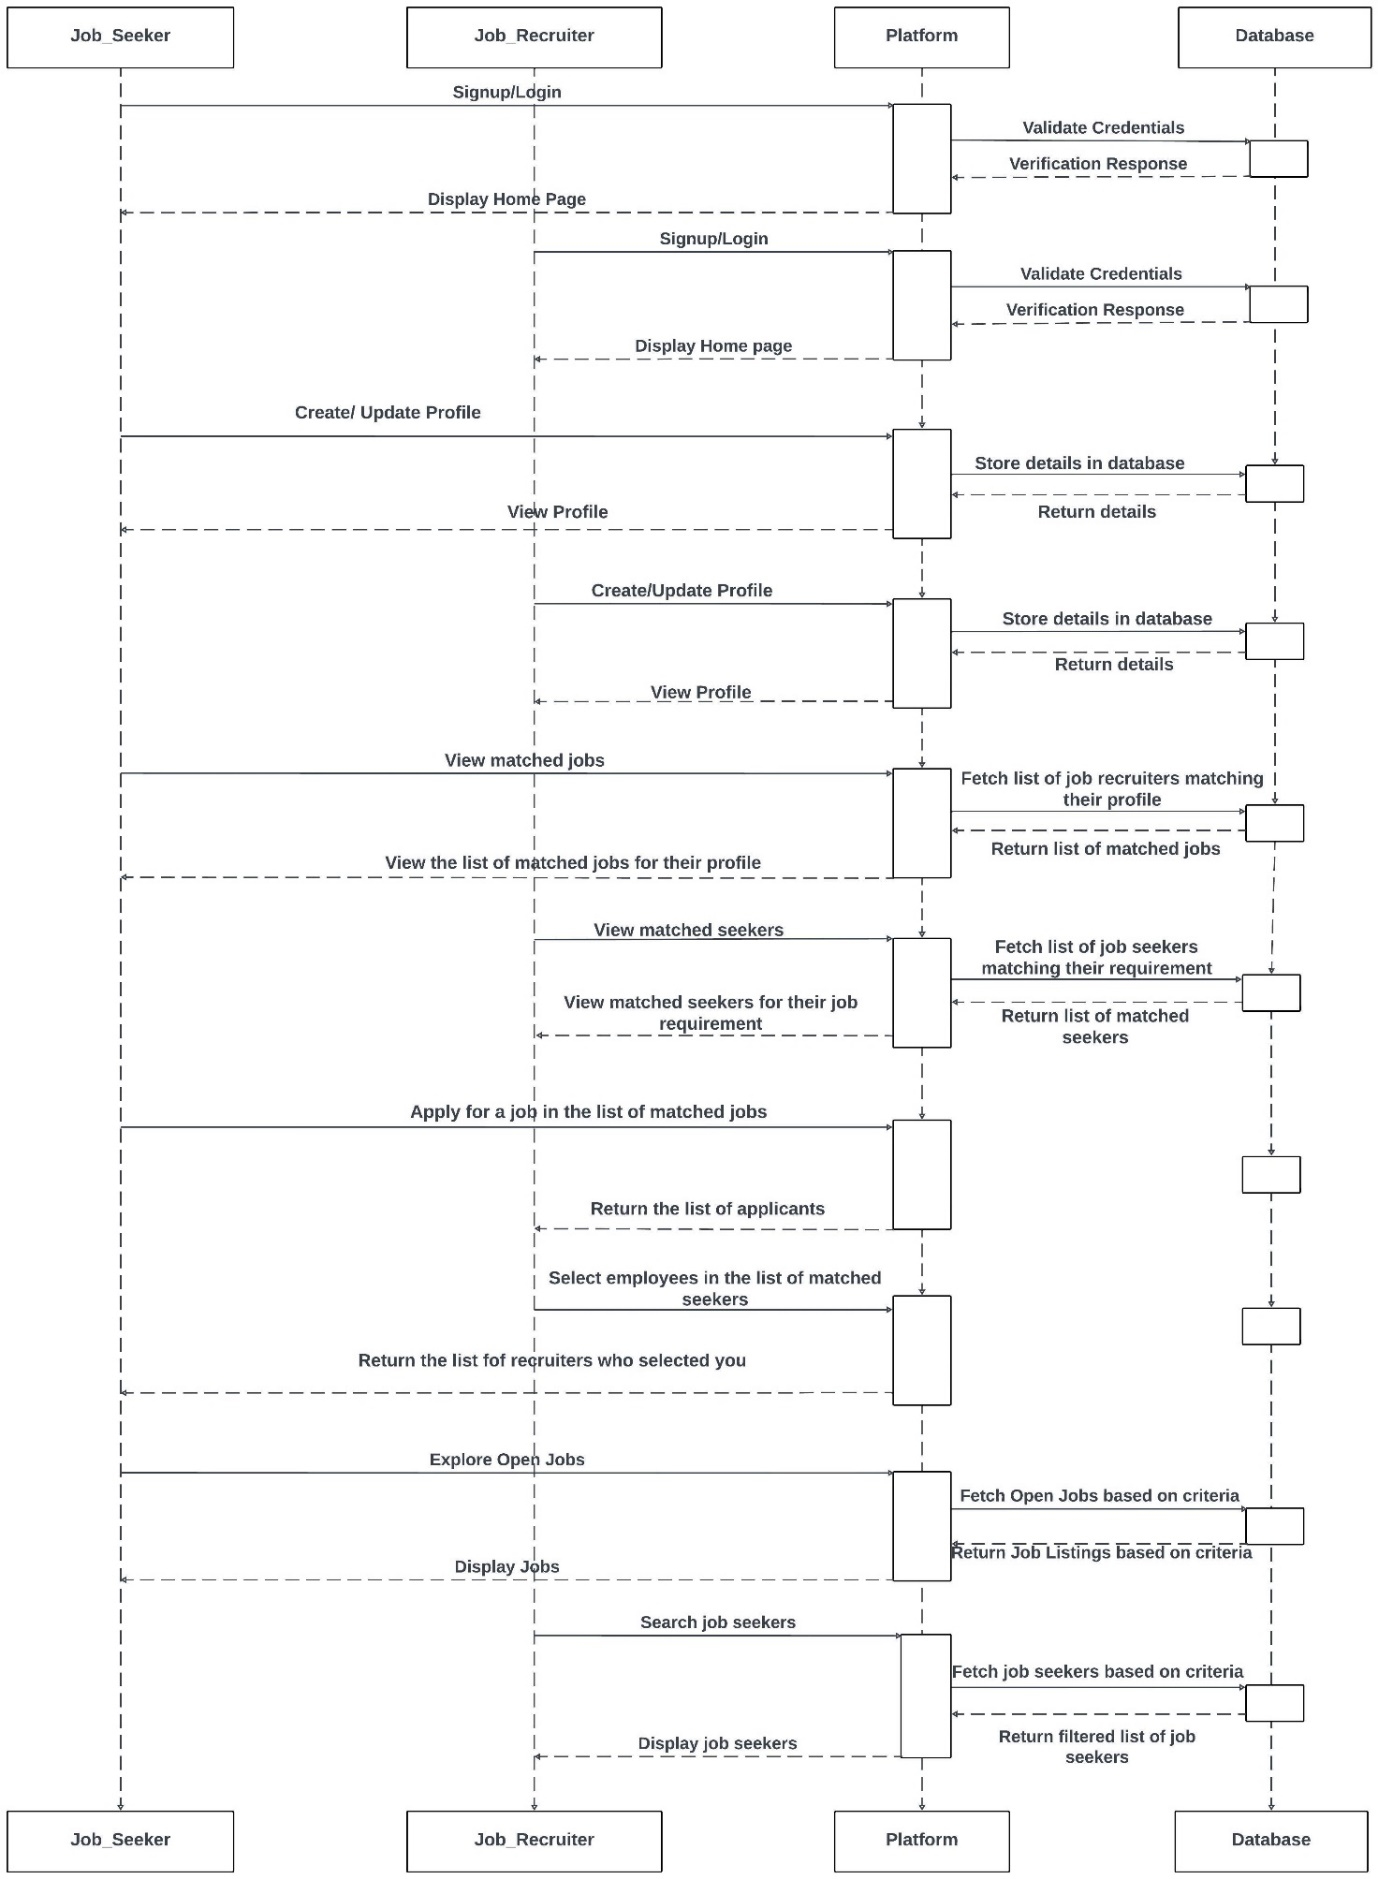 Job_Seeker
Job_Recruiter
Platform
Database
Signup/Login
Validate Credentials
Verification Response
Display Home Page
Signup/Login
Validate Credentials
Verification Response
Display Home page
Create/ Update Profile
Store details in database
Return details
View Profile
Create/Update Profile
Store details in database
Return details
View Profile
View matched jobs
Fetch list of job recruiters matching
their profile
Return list of matched jobs
View the list of matched jobs for their profile
View matched seekers
Fetch list of job seekers
matching their requirement
View matched seekers for their job
requirement
Return list of matched
seekers
Apply for a job in the list of matched jobs
Return the list of applicants
Select employees in the list of matched
seekers
Return the list fof recruiters who selected you
Explore Open Jobs
Fetch Open Jobs based on criteria
Return Job Listings based on criteria
Display Jobs
Search job seekers
Fetch job seekers based on criteria
Return filtered list of job
seekers
Display job seekers
Job_Seeker
Job_Recruiter
Platform
Database